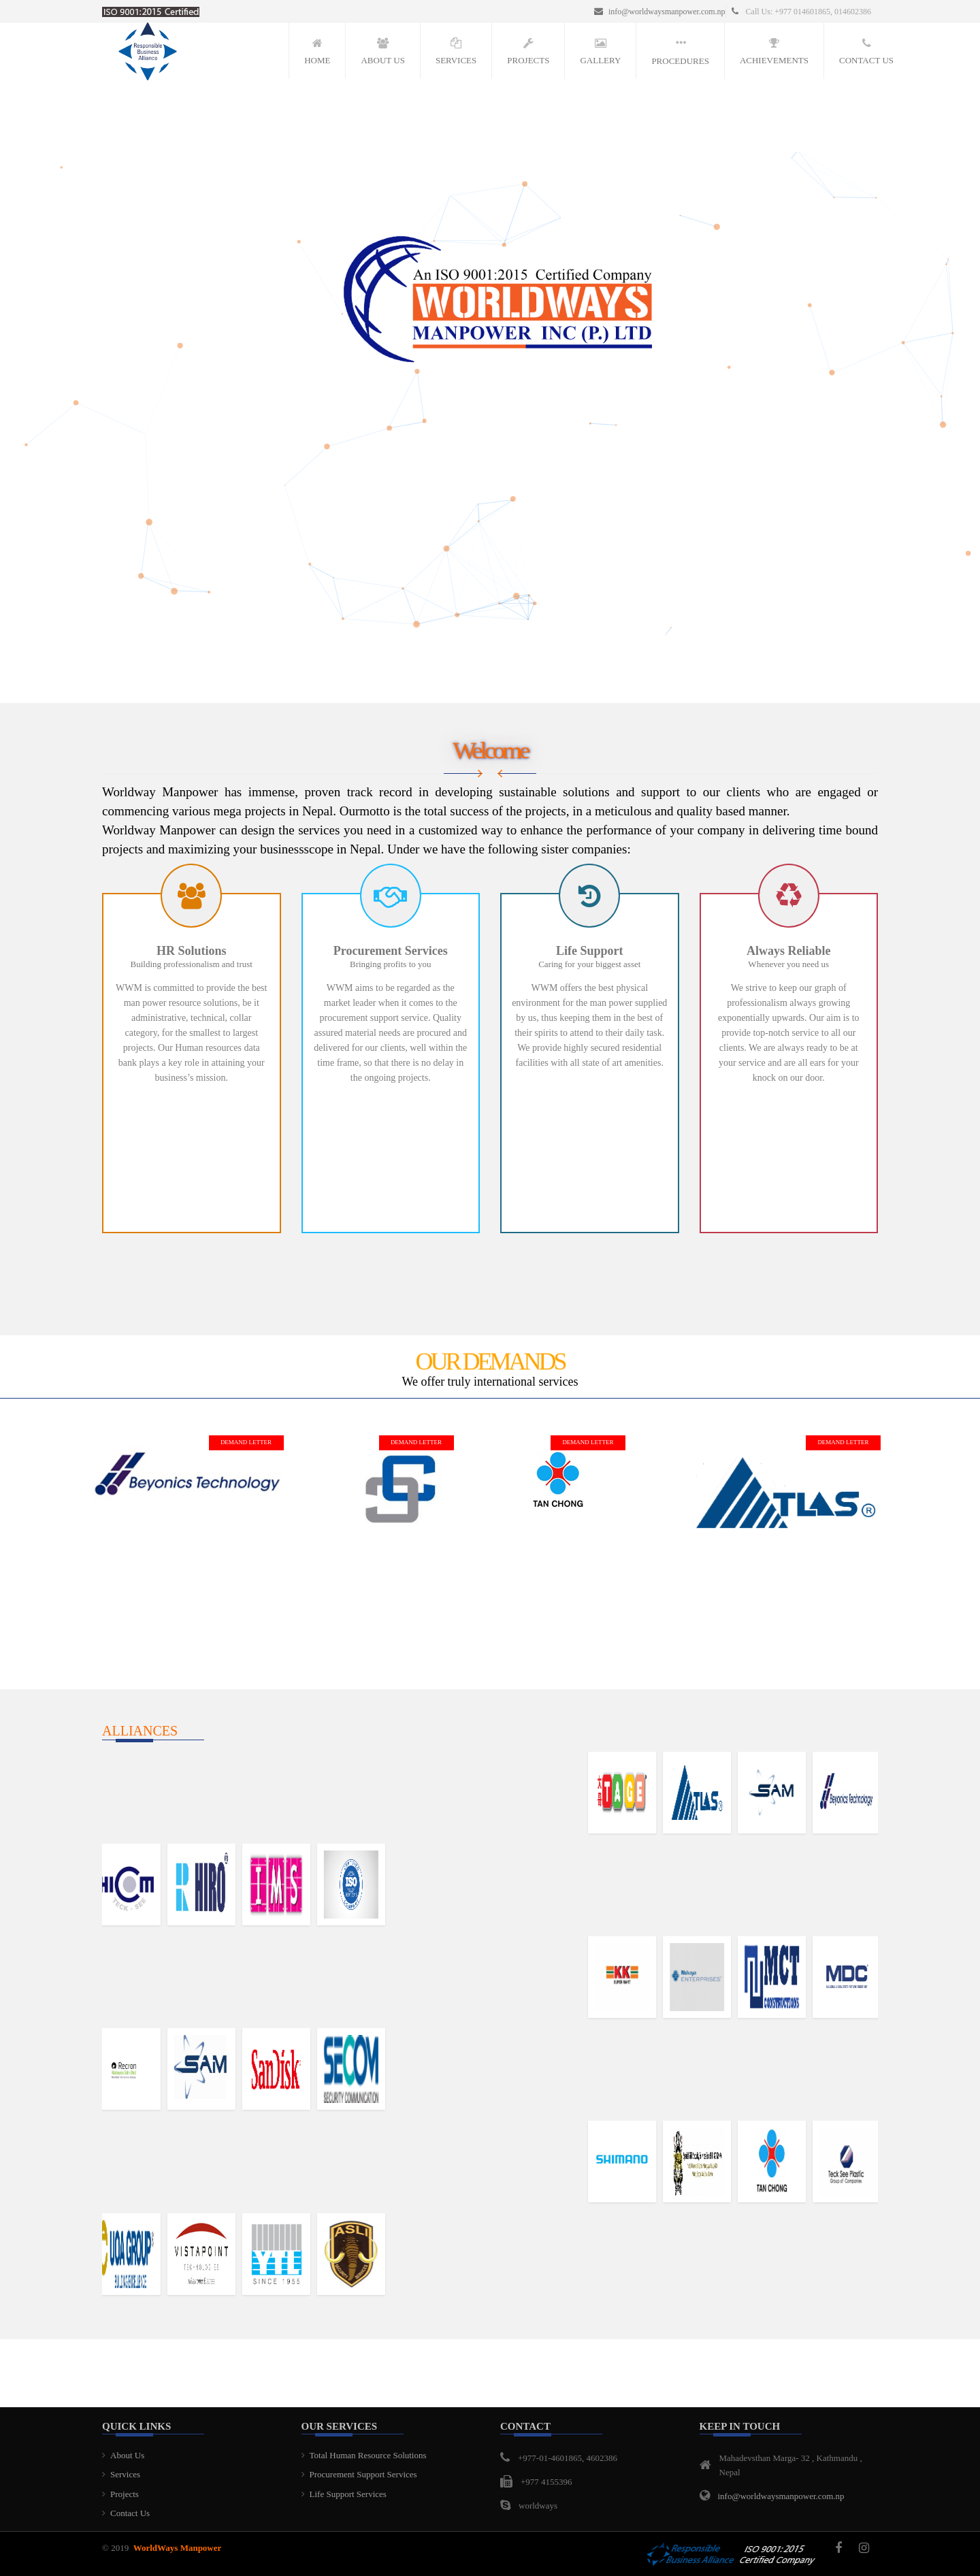 ISO 9001:2015 Certified
info@worldwaysmanpower.com.np Call Us: +977 014601865, 014602386
Responsible
Business
Alliance
HOME
ABOUT US
SERVICES
PROJECTS
GALLERY
PROCEDURES
ACHIEVEMENTS
CONTACT US
An ISO 9001:2015 Certified Company
WORLDWAYS
MANPOWER INC (P.) LTD
Welcome
Worldway Manpower has immense, proven track record in developing sustainable solutions and support to our clients who are engaged or
commencing various mega projects in Nepal. Ourmotto is the total success of the projects, in a meticulous and quality based manner.
Worldway Manpower can design the services you need in a customized way to enhance the performance of your company in delivering time bound
projects and maximizing your businessscope in Nepal. Under we have the following sister companies:
HR Solutions
Building professionalism and trust
WWM is committed to provide the best
man power resource solutions, be it
administrative, technical, collar
category, for the smallest to largest
projects. Our Human resources data
bank plays a key role in attaining your
business’s mission.
Procurement Services
Bringing profits to you
WWM aims to be regarded as the
market leader when it comes to the
procurement support service. Quality
assured material needs are procured and
delivered for our clients, well within the
time frame, so that there is no delay in
the ongoing projects.
Life Support
Caring for your biggest asset
WWM offers the best physical
environment for the man power supplied
by us, thus keeping them in the best of
their spirits to attend to their daily task.
We provide highly secured residential
facilities with all state of art amenities.
Always Reliable
Whenever you need us
We strive to keep our graph of
professionalism always growing
exponentially upwards. Our aim is to
provide top-notch service to all our
clients. We are always ready to be at
your service and are all ears for your
knock on our door.
OUR DEMANDS
We offer truly international services
DEMAND LETTER
Beyonics Technology
DEMAND LETTER
DEMAND LETTER
TAN CHONG
DEMAND LETTER
ATLAS ®
ALLIANCES
TAGE
ATLAS
SAM
Beyonics Technology
HICOM
TECK - SEE
HIRO
IMS
ISO
KK
SUPER MART
ENTERPRISES
MCT
CONSTRUCTIONS
MDC
Recron
SAM
SanDisk
SECOM
SECURITY COMMUNICATION
SHIMANO
TAN CHONG
Teck See Plastic
Group of Companies
UOA GROUP
VISTAPOINT
YTL
SINCE 1955
ASLI
QUICK LINKS
About Us
Services
Projects
Contact Us
OUR SERVICES
Total Human Resource Solutions
Procurement Support Services
Life Support Services
CONTACT
+977-01-4601865, 4602386
+977 4155396
worldways
KEEP IN TOUCH
Mahadevsthan Marga- 32 , Kathmandu ,
Nepal
info@worldwaysmanpower.com.np
© 2019 WorldWays Manpower
Responsible
Business Alliance
ISO 9001:2015
Certified Company